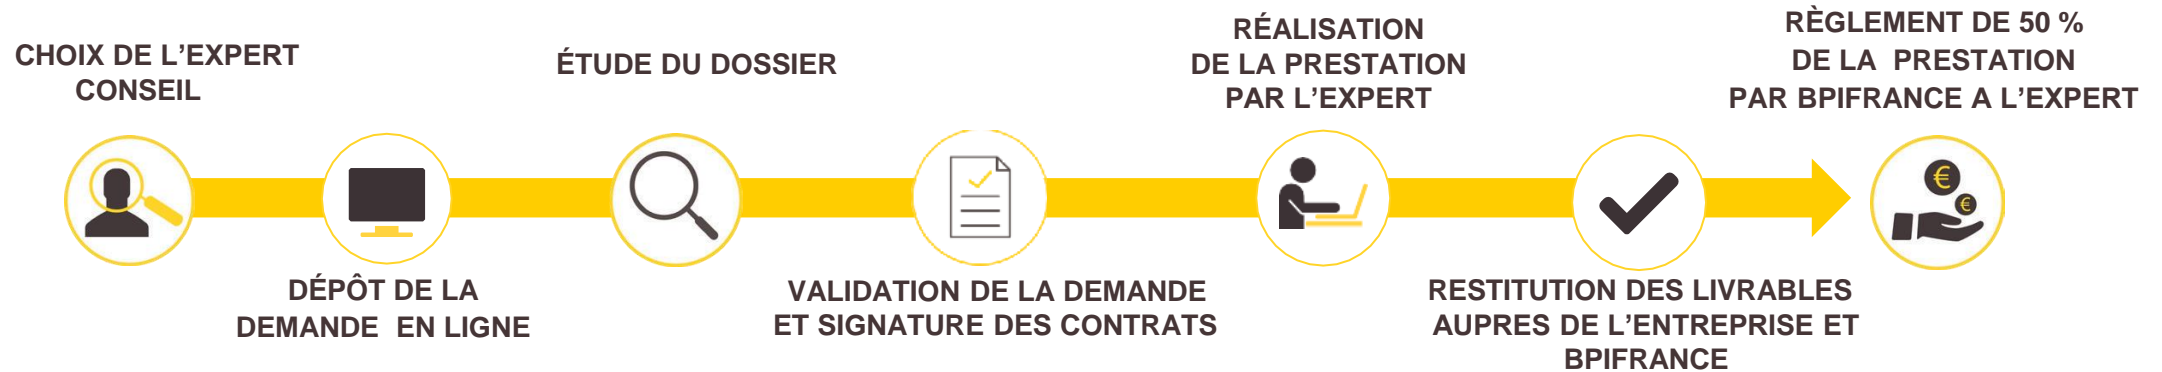 CHOIX DE L’EXPERT
CONSEIL
DÉPÔT DE LA
DEMANDE EN LIGNE
ÉTUDE DU DOSSIER
VALIDATION DE LA DEMANDE
ET SIGNATURE DES CONTRATS
RÉALISATION
DE LA PRESTATION
PAR L’EXPERT
RESTITUTION DES LIVRABLES
AUPRES DE L’ENTREPRISE ET
BPIFRANCE
RÈGLEMENT DE 50 %
DE LA PRESTATION
PAR BPIFRANCE A L’EXPERT
€
€